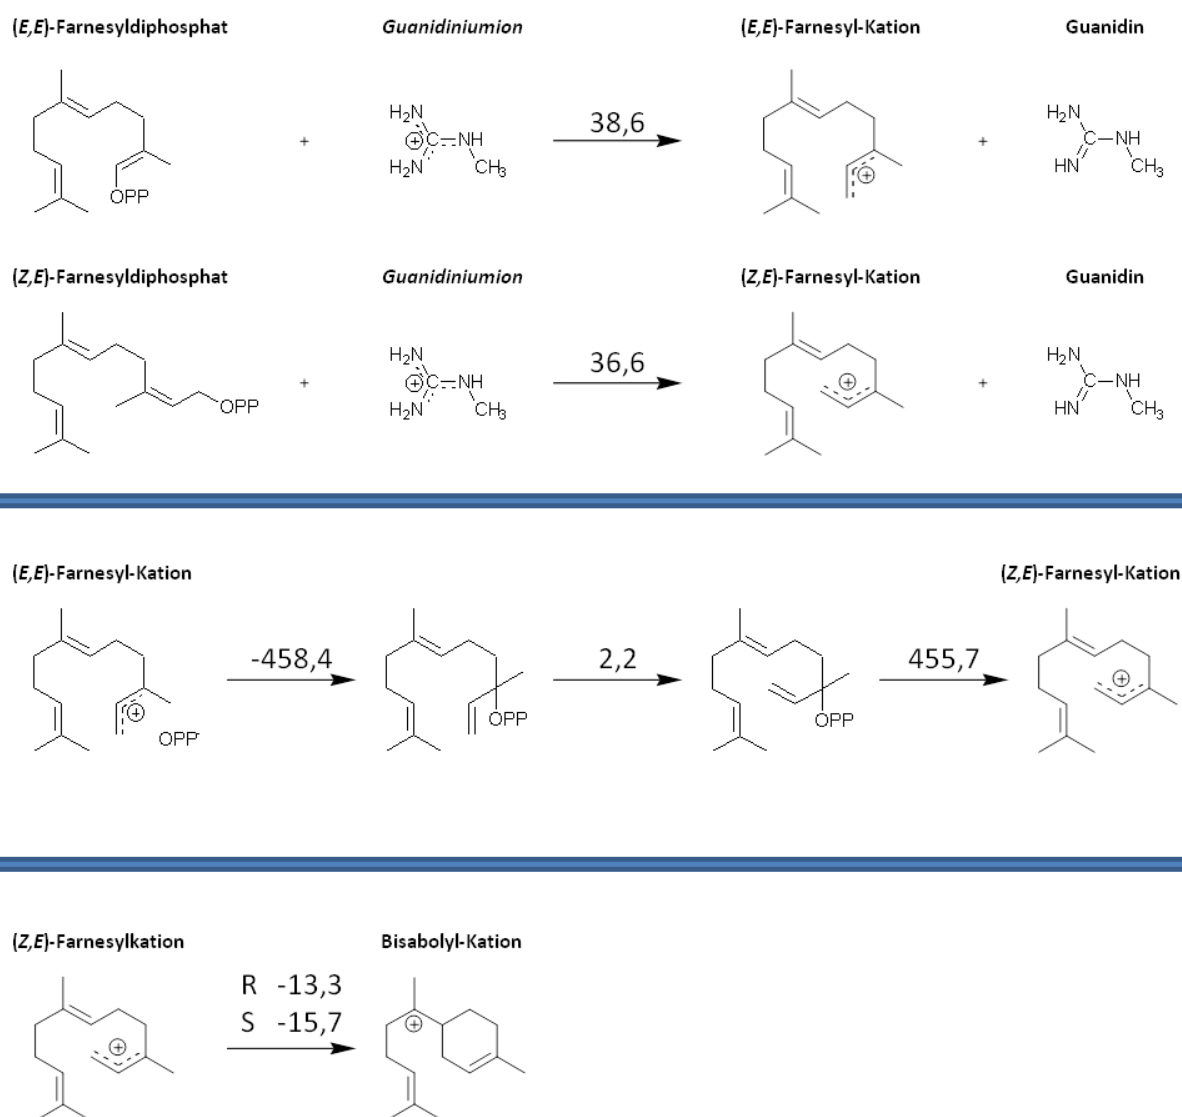 (E,E)-Farnesyldiphosphat Guanidiniumion (E,E)-Farnesyl-Kation Guanidin
H2N H2N
+ ⊕ C NH 38,6 + C NH
H2N CH3 ⊕ HN CH3
OPP
(Z,E)-Farnesyldiphosphat Guanidiniumion (Z,E)-Farnesyl-Kation Guanidin
H2N 36,6 H2N
+ ⊕ C NH ⊕ + C NH
OPP H2N CH3 HN CH3
(E,E)-Farnesyl-Kation (Z,E)-Farnesyl-Kation
-458,4 2,2 455,7
⊕ ⊕
OPP- OPP OPP
(Z,E)-Farnesylkation Bisabolyl-Kation
R -13,3
S -15,7
⊕ ⊕